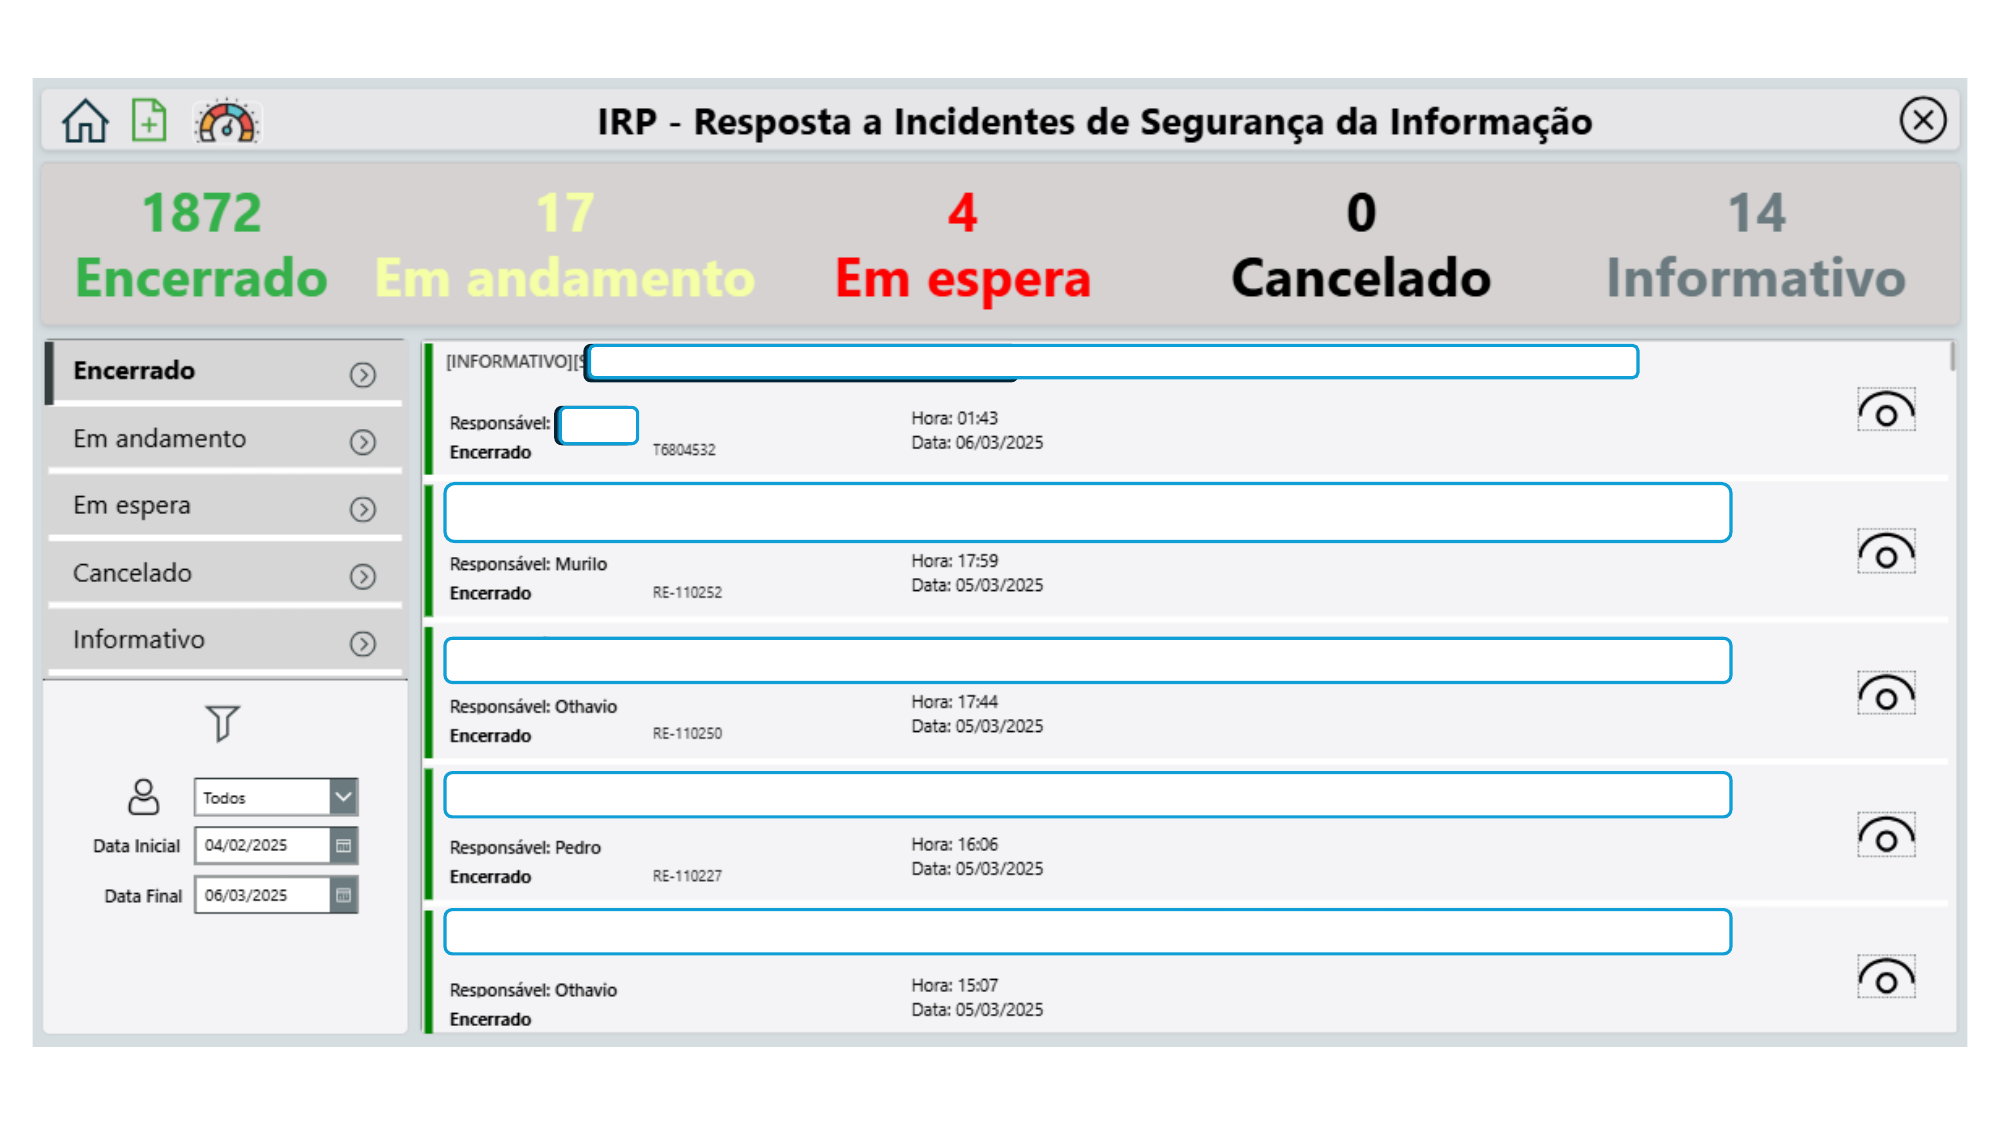 IRP - Resposta a Incidentes de Segurança da Informação
1872
Encerrado
17
Em andamento
4
Em espera
0
Cancelado
14
Informativo
Encerrado
Em andamento
Em espera
Cancelado
Informativo
Todos
Data Inicial 04/02/2025
Data Final 06/03/2025
[INFORMATIVO][S
Responsável:
Hora: 01:43
Encerrado T6804532
Data: 06/03/2025
Responsável: Murilo
Hora: 17:59
Encerrado RE-110252
Data: 05/03/2025
Responsável: Othavio
Hora: 17:44
Encerrado RE-110250
Data: 05/03/2025
Responsável: Pedro
Hora: 16:06
Encerrado RE-110227
Data: 05/03/2025
Responsável: Othavio
Hora: 15:07
Encerrado
Data: 05/03/2025